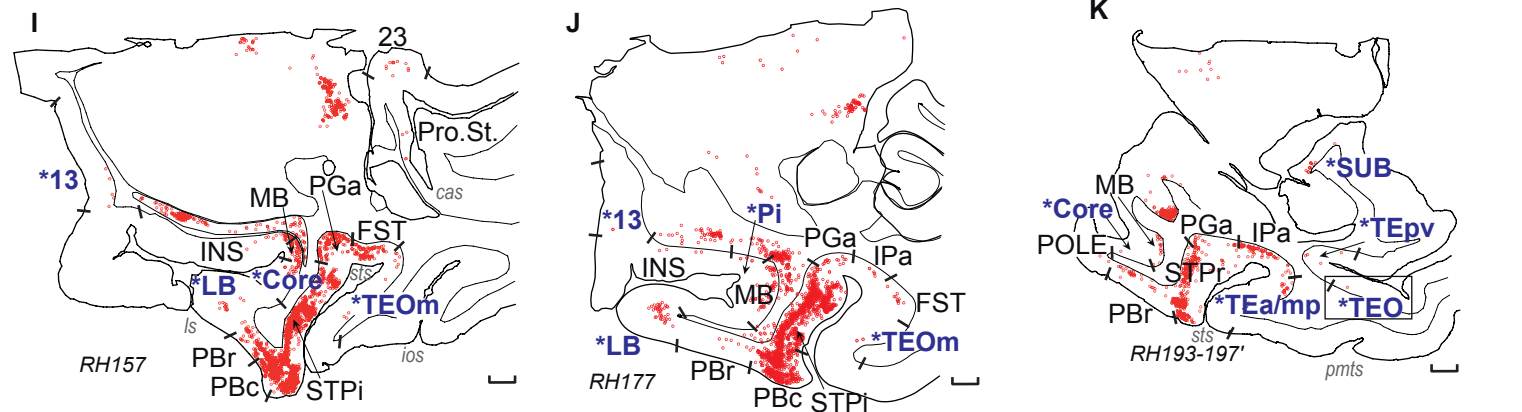 I
23
Pro.St.
*13
cas
MB
PGa
FST
INS
*Core
sts
*LB
*TEOm
ls
PBr
ios
RH157
PBc
STPi
J
*13
*Pi
PGa
INS
IPa
MB
FST
*LB
*TEOm
PBr
RH177
PBc
STPi
K
*SUB
MB
*Core
PGa
IPa
*TEpv
POLE
STPr
*TEa/mp
*TEO
PBr
sts
RH193-197'
pmts